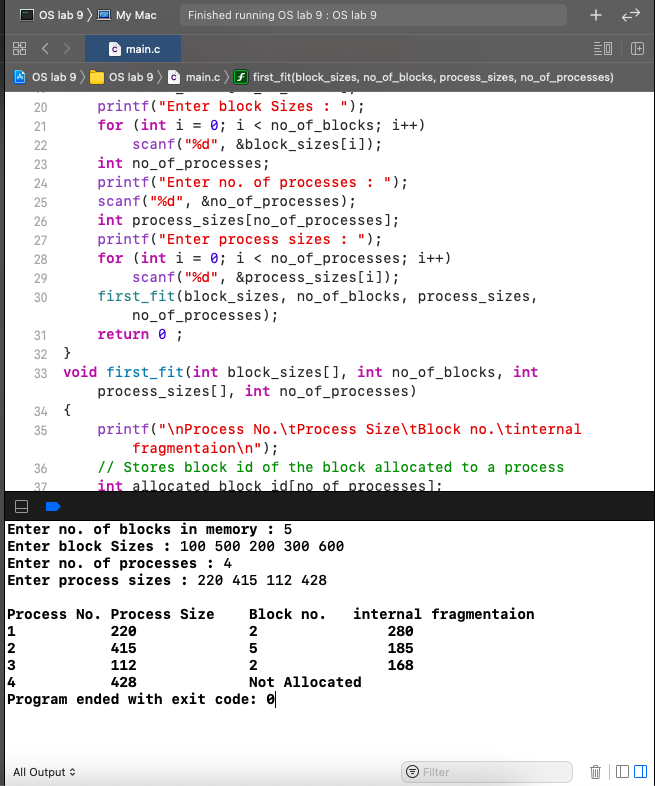 OS lab 9 My Mac Finished running OS lab 9 : OS lab 9
main.c
OS lab 9 OS lab 9 main.c first_fit(block_sizes, no_of_blocks, process_sizes, no_of_processes)
20 printf("Enter block Sizes : ");
21 for (int i = 0; i < no_of_blocks; i++)
22 scanf("%d", &block_sizes[i]);
23 int no_of_processes;
24 printf("Enter no. of processes : ");
25 scanf("%d", &no_of_processes);
26 int process_sizes[no_of_processes];
27 printf("Enter process sizes : ");
28 for (int i = 0; i < no_of_processes; i++)
29 scanf("%d", &process_sizes[i]);
30 first_fit(block_sizes, no_of_blocks, process_sizes,
no_of_processes);
31 return 0 ;
32 }
33 void first_fit(int block_sizes[], int no_of_blocks, int
process_sizes[], int no_of_processes)
34 {
35 printf("\nProcess No.\tProcess Size\tBlock no.\tinternal
fragmentaion\n");
36 // Stores block id of the block allocated to a process
37 int allocated_block_id[no_of_processes];
Enter no. of blocks in memory : 5
Enter block Sizes : 100 500 200 300 600
Enter no. of processes : 4
Enter process sizes : 220 415 112 428
Process No. Process Size Block no. internal fragmentaion
1 220 2 280
2 415 5 185
3 112 2 168
4 428 Not Allocated
Program ended with exit code: 0
All Output Filter